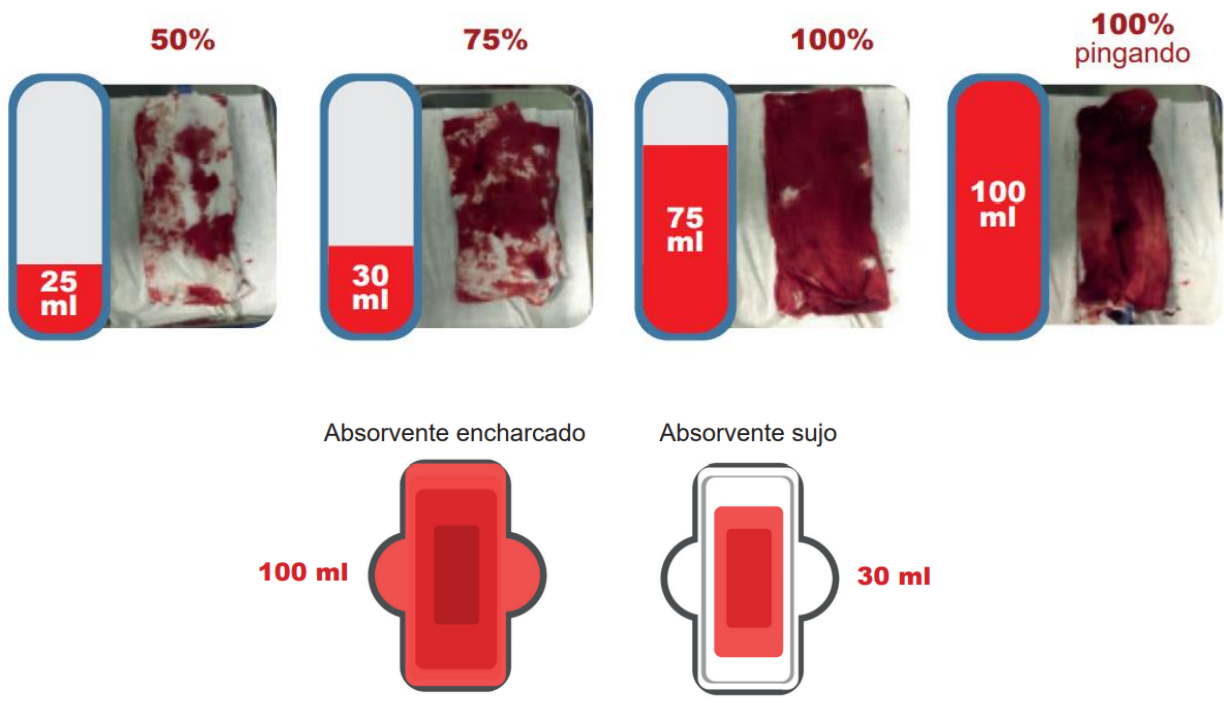 50%
75%
100%
100%
pingando
25
ml
30
ml
75
ml
100
ml
Absorvente encharcado
Absorvente sujo
100 ml
30 ml